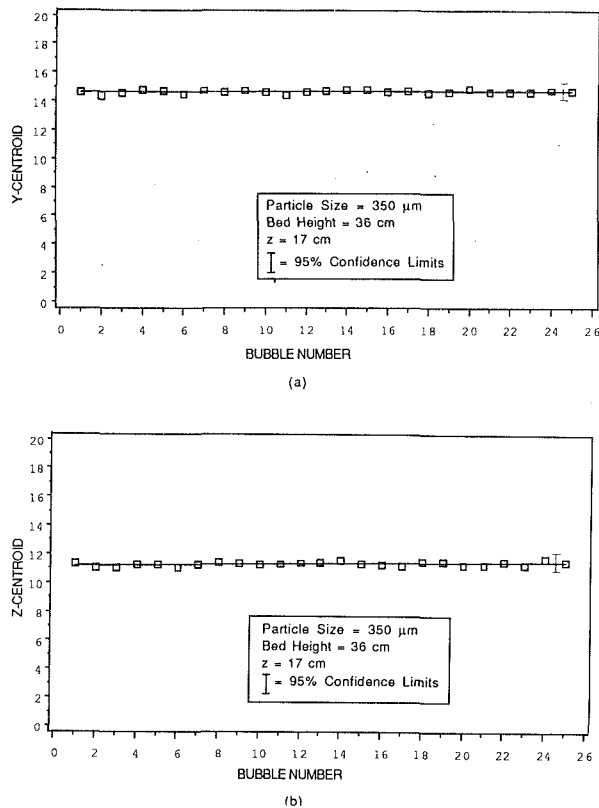 20
18
16
14
12
10
8
6
4
2
0
Y-CENTROID
Particle Size = 350 μm
Bed Height = 36 cm
z = 17 cm
= 95% Confidence Limits
0 2 4 6 8 10 12 14 16 18 20 22 24 26
BUBBLE NUMBER
(a)
20
18
16
14
12
10
8
6
4
2
0
Z-CENTROID
Particle Size = 350 μm
Bed Height = 36 cm
z = 17 cm
= 95% Confidence Limits
0 2 4 6 8 10 12 14 16 18 20 22 24 26
BUBBLE NUMBER
(b)